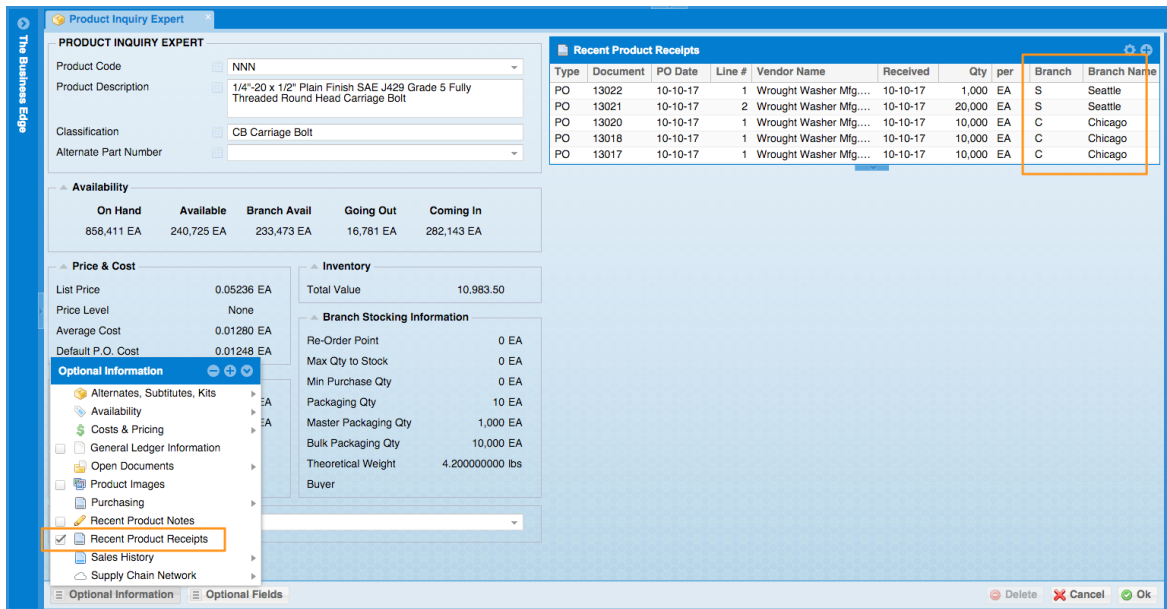 The Business Edge
Product Inquiry Expert
PRODUCT INQUIRY EXPERT
Product Code NNN
Product Description 1/4"-20 x 1/2" Plain Finish SAE J429 Grade 5 Fully
Threaded Round Head Carriage Bolt
Classification CB Carriage Bolt
Alternate Part Number
Availability
On Hand Available Branch Avail Going Out Coming In
858,411 EA 240,725 EA 233,473 EA 16,781 EA 282,143 EA
Price & Cost
List Price 0.05236 EA
Price Level None
Average Cost 0.01280 EA
Default P.O. Cost 0.01248 EA
EA
EA
Inventory
Total Value 10,983.50
Branch Stocking Information
Re-Order Point 0 EA
Max Qty to Stock 0 EA
Min Purchase Qty 0 EA
Packaging Qty 10 EA
Master Packaging Qty 1,000 EA
Bulk Packaging Qty 10,000 EA
Theoretical Weight 4.200000000 lbs
Buyer
Optional Information
Alternates, Subtitutes, Kits
Availability
Costs & Pricing
General Ledger Information
Open Documents
Product Images
Purchasing
Recent Product Notes
Recent Product Receipts
Sales History
Supply Chain Network
Optional Information Optional Fields
Recent Product Receipts
Type Document PO Date Line # Vendor Name Received Qty per Branch Branch Name
PO 13022 10-10-17 1 Wrought Washer Mfg.... 10-10-17 1,000 EA S Seattle
PO 13021 10-10-17 2 Wrought Washer Mfg.... 10-10-17 20,000 EA S Seattle
PO 13020 10-10-17 1 Wrought Washer Mfg.... 10-10-17 10,000 EA C Chicago
PO 13018 10-10-17 1 Wrought Washer Mfg.... 10-10-17 10,000 EA C Chicago
PO 13017 10-10-17 1 Wrought Washer Mfg.... 10-10-17 10,000 EA C Chicago
Delete Cancel Ok